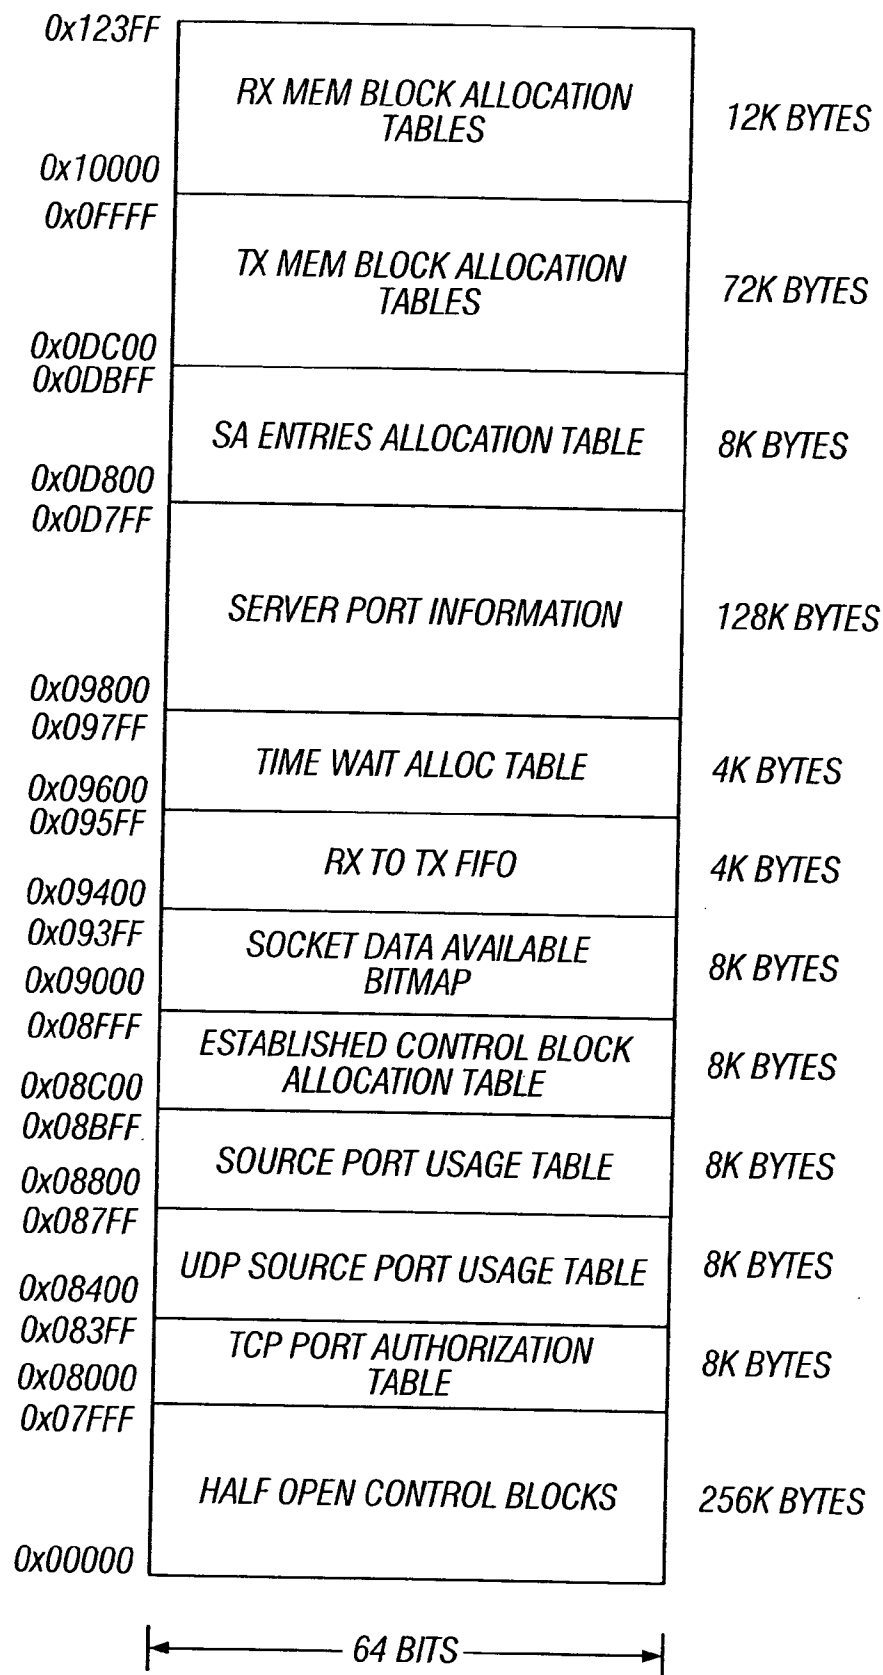 0x123FF
RX MEM BLOCK ALLOCATION
TABLES
12K BYTES
0x10000
0x0FFFF
TX MEM BLOCK ALLOCATION
TABLES
72K BYTES
0x0DC00
0x0DBFF
SA ENTRIES ALLOCATION TABLE
8K BYTES
0x0D800
0x0D7FF
SERVER PORT INFORMATION
128K BYTES
0x09800
0x097FF
TIME WAIT ALLOC TABLE
4K BYTES
0x09600
0x095FF
RX TO TX FIFO
4K BYTES
0x09400
0x093FF
SOCKET DATA AVAILABLE
BITMAP
8K BYTES
0x09000
0x08FFF
ESTABLISHED CONTROL BLOCK
ALLOCATION TABLE
8K BYTES
0x08C00
0x08BFF
SOURCE PORT USAGE TABLE
8K BYTES
0x08800
0x087FF
UDP SOURCE PORT USAGE TABLE
8K BYTES
0x08400
0x083FF
TCP PORT AUTHORIZATION
TABLE
8K BYTES
0x08000
0x07FFF
HALF OPEN CONTROL BLOCKS
256K BYTES
0x00000
64 BITS